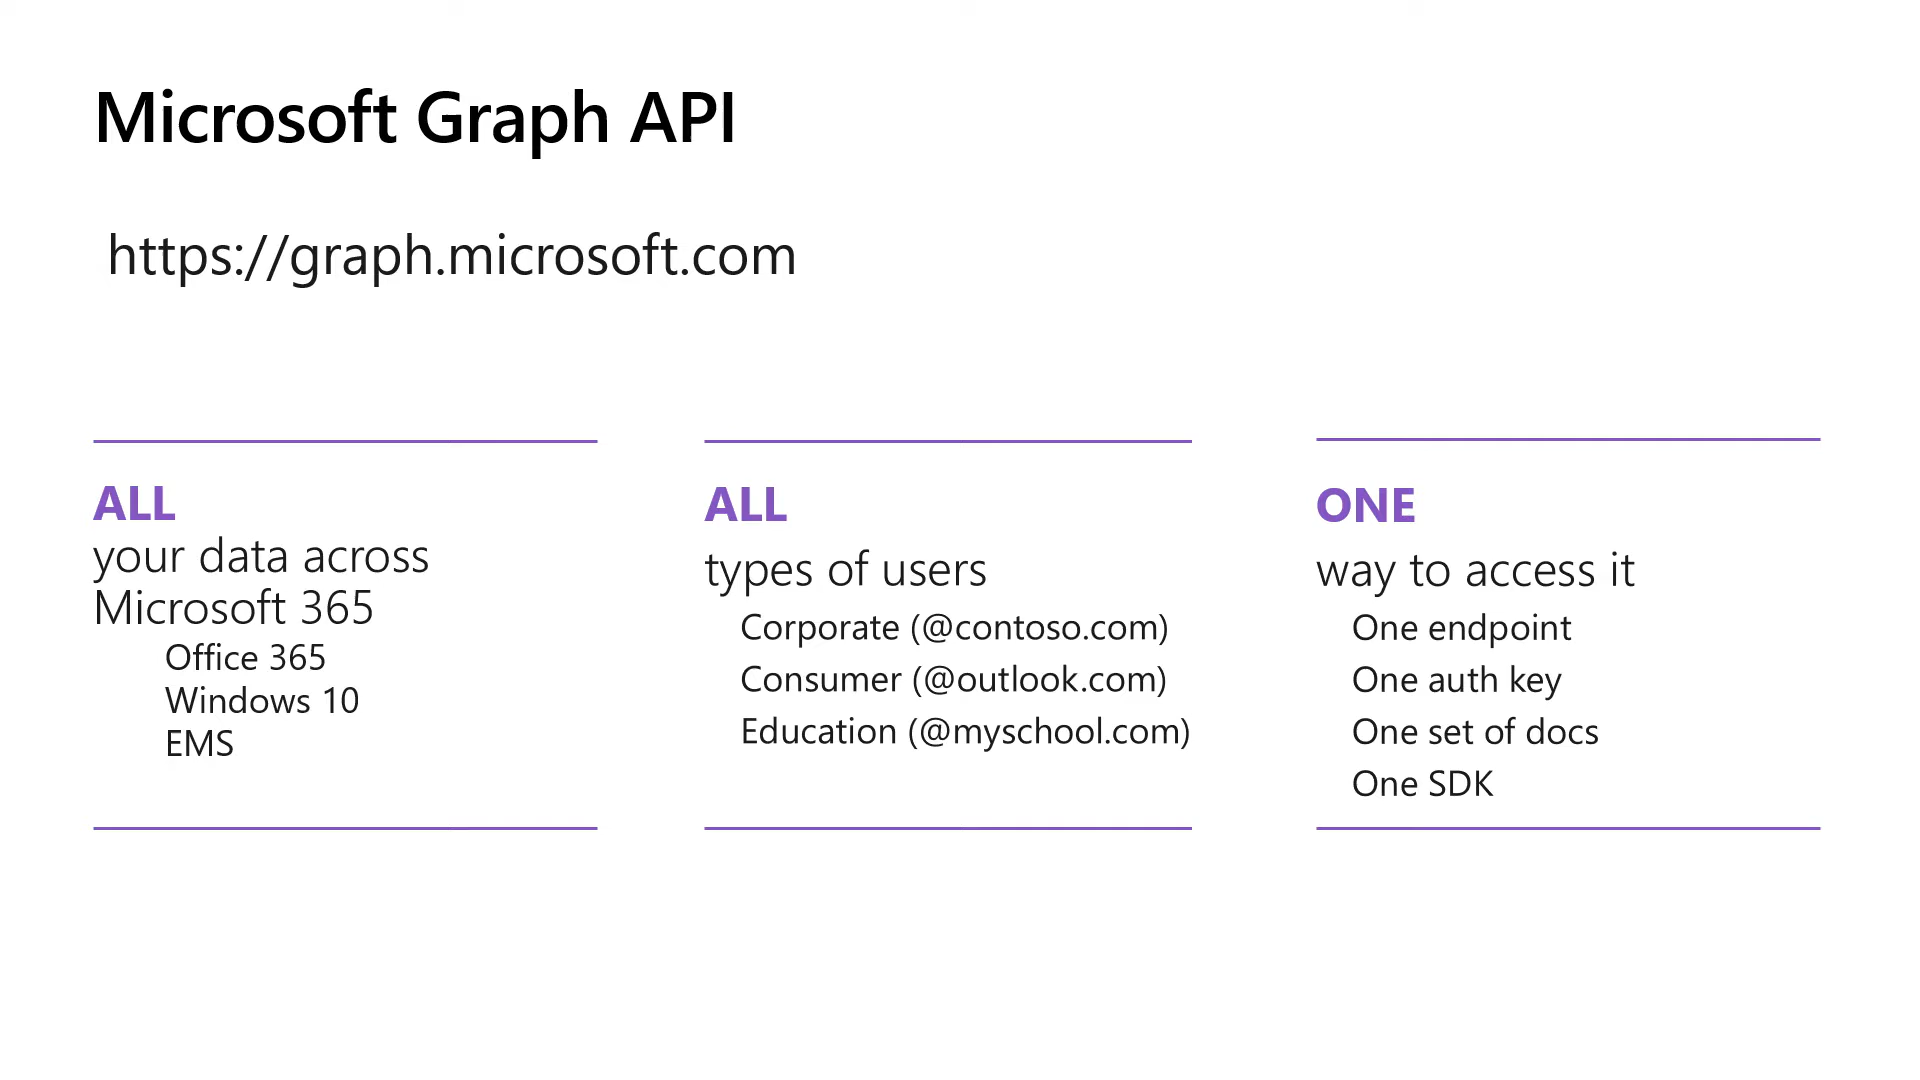 Microsoft Graph API
https://graph.microsoft.com
ALL
your data across
Microsoft 365
Office 365
Windows 10
EMS
ALL
types of users
Corporate (@contoso.com)
Consumer (@outlook.com)
Education (@myschool.com)
ONE
way to access it
One endpoint
One auth key
One set of docs
One SDK